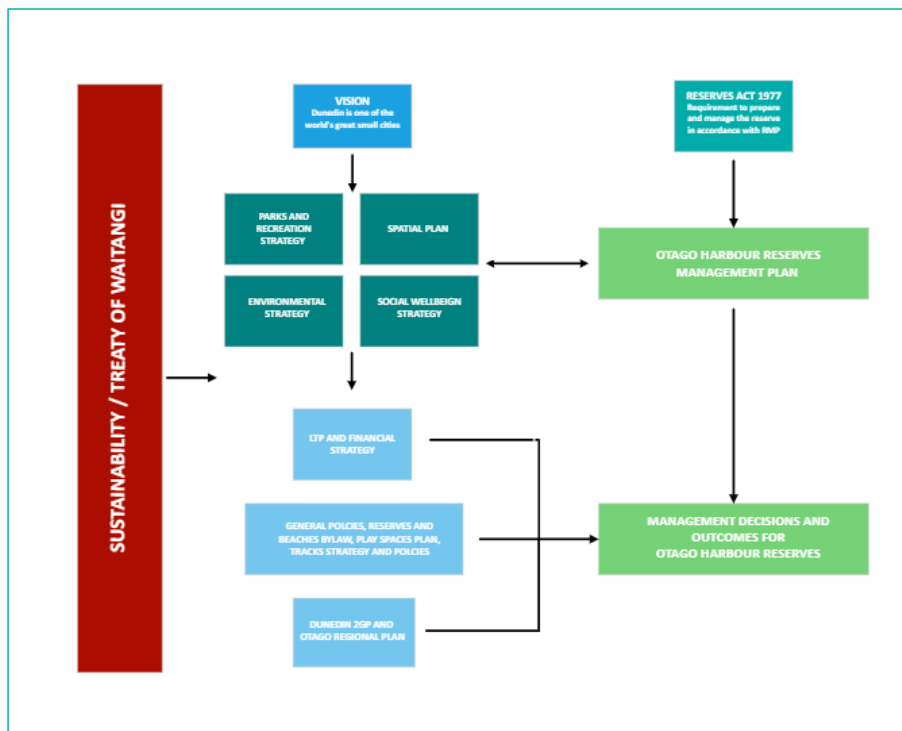 SUSTAINABILITY / TREATY OF WAITANGI
VISION
Dunedin is one of the
world's great small cities
RESERVES ACT 1977
Requirement to prepare
and manage the reserve
in accordance with RMP
PARKS AND
RECREATION
STRATEGY
SPATIAL PLAN
ENVIRONMENTAL
STRATEGY
SOCIAL WELLBEIGN
STRATEGY
OTAGO HARBOUR RESERVES
MANAGEMENT PLAN
LTP AND FINANCIAL
STRATEGY
GENERAL POLCIES, RESERVES AND
BEACHES BYLAW, PLAY SPACES PLAN,
TRACKS STRATEGY AND POLCIES
MANAGEMENT DECISIONS AND
OUTCOMES FOR
OTAGO HARBOUR RESERVES
DUNEDIN 2GP AND
OTAGO REGIONAL PLAN